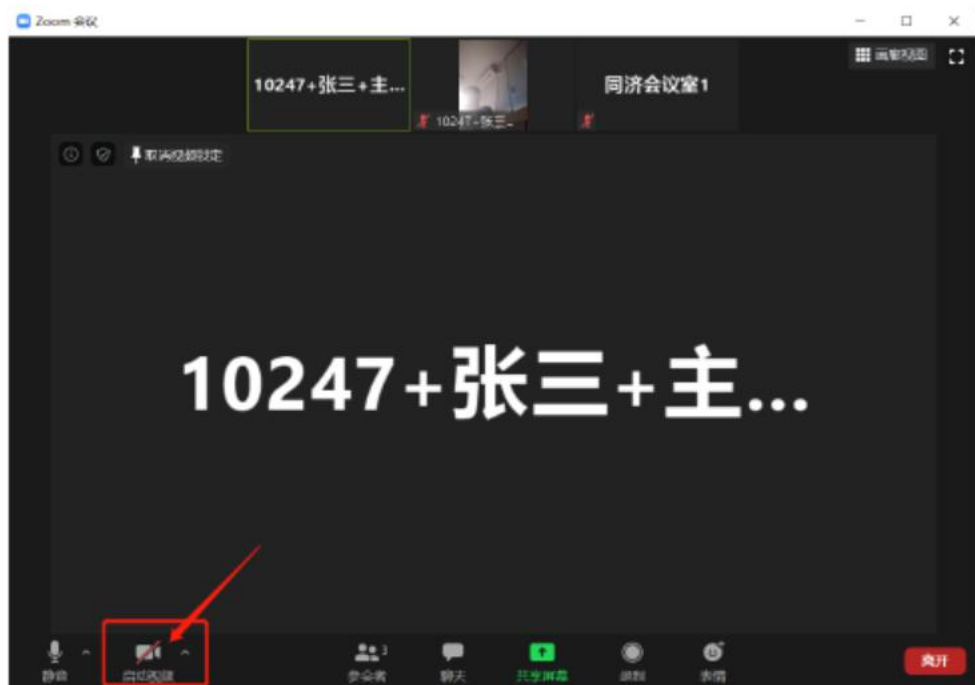 Zoom 会议
10247+张三+主...
10247+张三...
同济会议室1
画廊视图
取消视频固定
10247+张三+主...
静音
启动视频
参会者
3
聊天
共享屏幕
录制
表情
离开